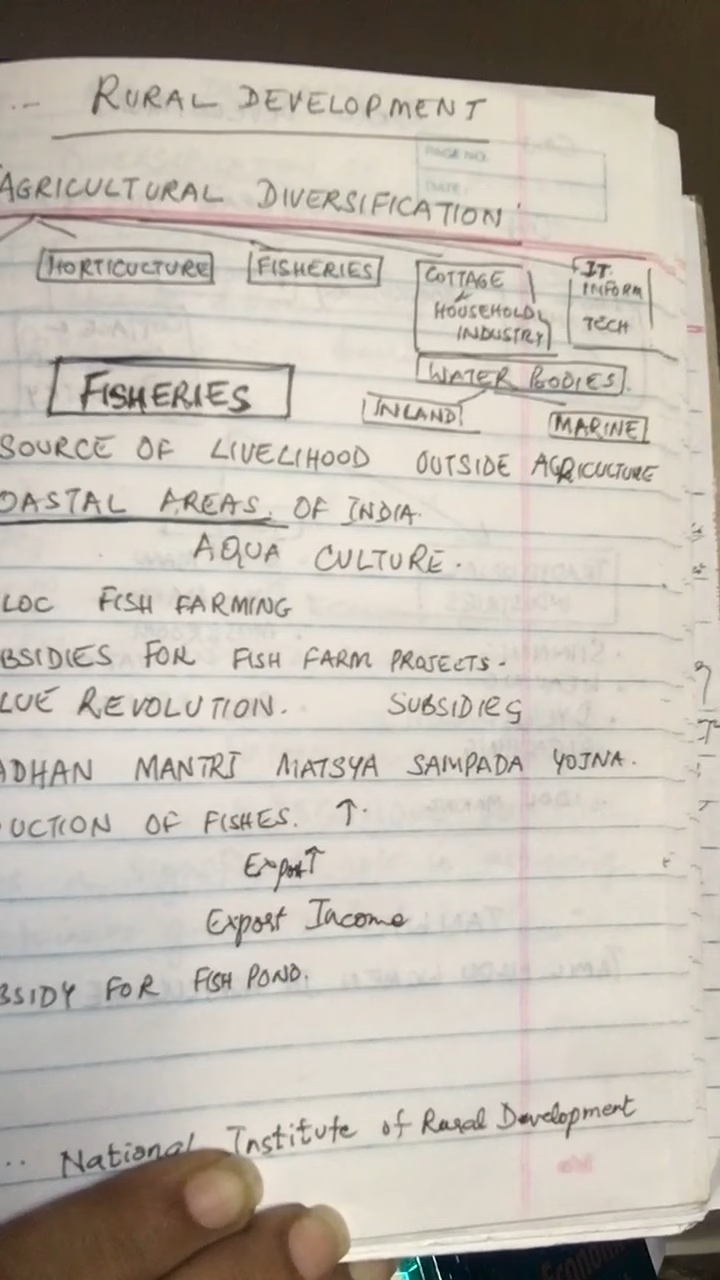 RURAL DEVELOPMENT
PAGE NO.
DATE:
AGRICULTURAL DIVERSIFICATION
HORTICULTURE FISHERIES COTTAGE HOUSEHOLD INDUSTRY I.T. INFORM TECH
WATER BODIES
FISHERIES INLAND MARINE
SOURCE OF LIVELIHOOD OUTSIDE AGRICULTURE
OASTAL AREAS. OF INDIA.
AQUA CULTURE.
LOC FISH FARMING
BSIDIES FOR FISH FARM PROJECTS.
LUE REVOLUTION. SUBSIDIES
ADHAN MANTRI MATSYA SAMPADA YOJNA.
UCTION OF FISHES. ↑.
Export↑
Export Income
BSIDY FOR FISH POND.
.. National Institute of Rural Development